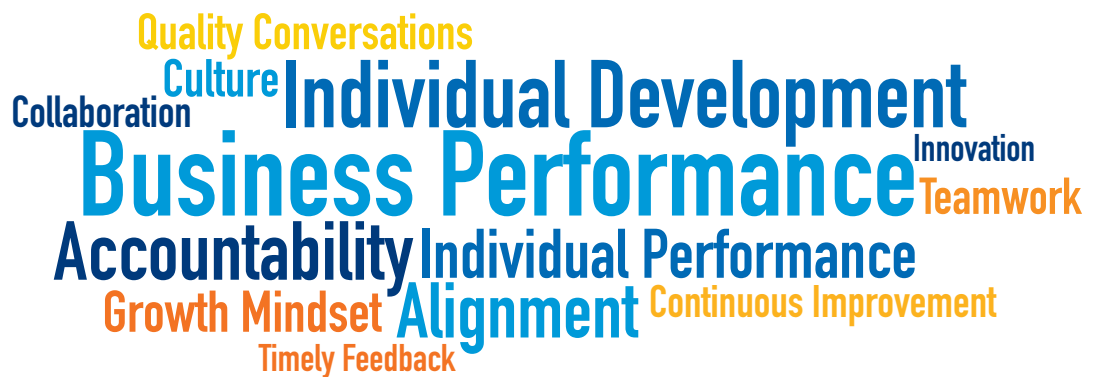 Quality Conversations
Culture
Individual Development
Collaboration
Business Performance
Innovation
Teamwork
Accountability
Individual Performance
Growth Mindset
Alignment
Continuous Improvement
Timely Feedback